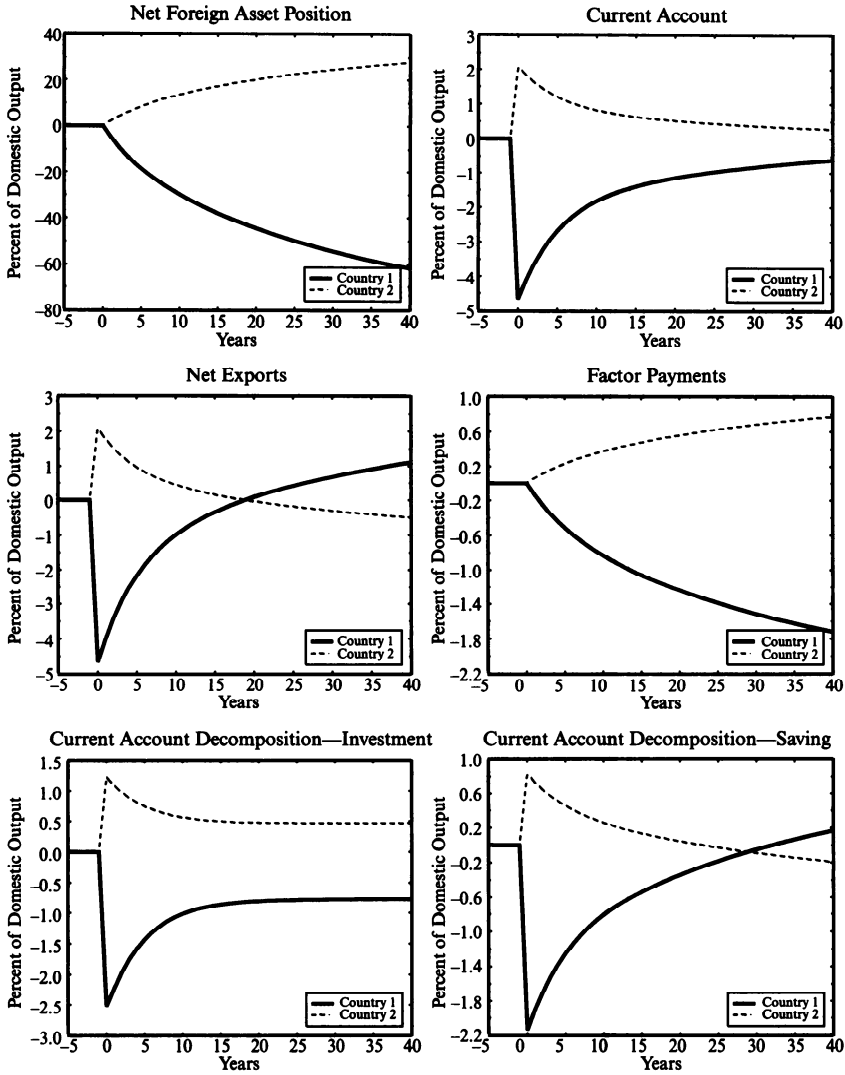 Net Foreign Asset Position
Percent of Domestic Output
40
20
0
−20
−40
−60
−80
−5 0 5 10 15 20 25 30 35 40
Years
Country 1
Country 2
Current Account
Percent of Domestic Output
3
2
1
0
−1
−2
−3
−4
−5
−5 0 5 10 15 20 25 30 35 40
Years
Country 1
Country 2
Net Exports
Percent of Domestic Output
3
2
1
0
−1
−2
−3
−4
−5
−5 0 5 10 15 20 25 30 35 40
Years
Country 1
Country 2
Factor Payments
Percent of Domestic Output
1.0
0.6
0.2
−0.2
−0.6
−1.0
−1.4
−1.8
−2.2
−5 0 5 10 15 20 25 30 35 40
Years
Country 1
Country 2
Current Account Decomposition—Investment
Percent of Domestic Output
1.5
1.0
0.5
0.0
−0.5
−1.0
−1.5
−2.0
−2.5
−3.0
−5 0 5 10 15 20 25 30 35 40
Years
Country 1
Country 2
Current Account Decomposition—Saving
Percent of Domestic Output
1.0
0.6
0.2
−0.2
−0.6
−1.0
−1.4
−1.8
−2.2
−5 0 5 10 15 20 25 30 35 40
Years
Country 1
Country 2